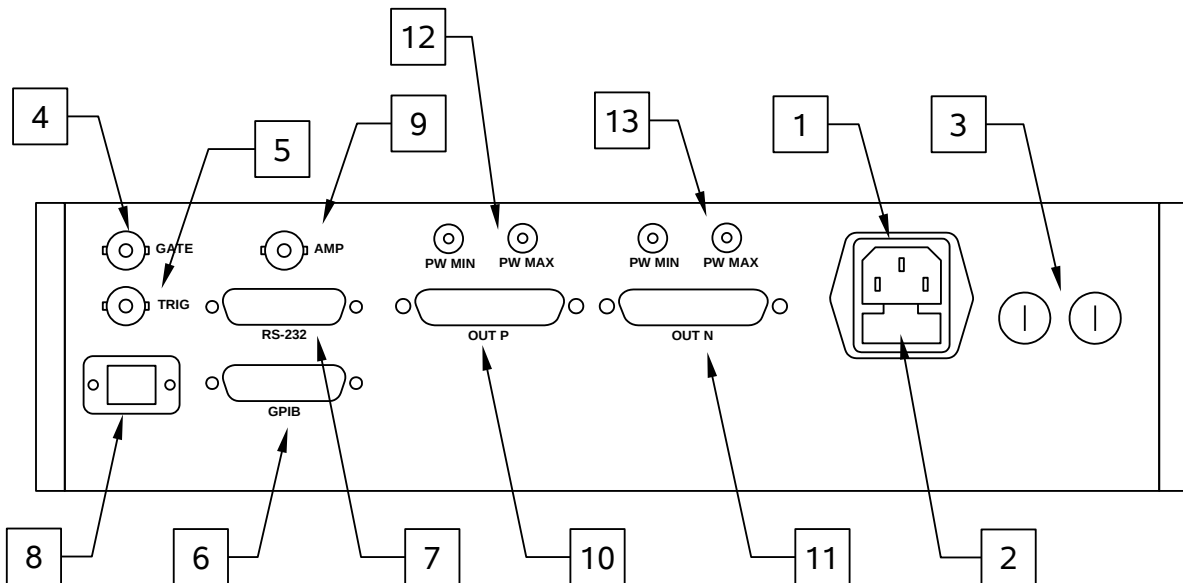 12
4
9
13
1
3
5
GATE
AMP
PW MIN
PW MAX
PW MIN
PW MAX
TRIG
RS-232
OUT P
OUT N
GPIB
8
6
7
10
11
2